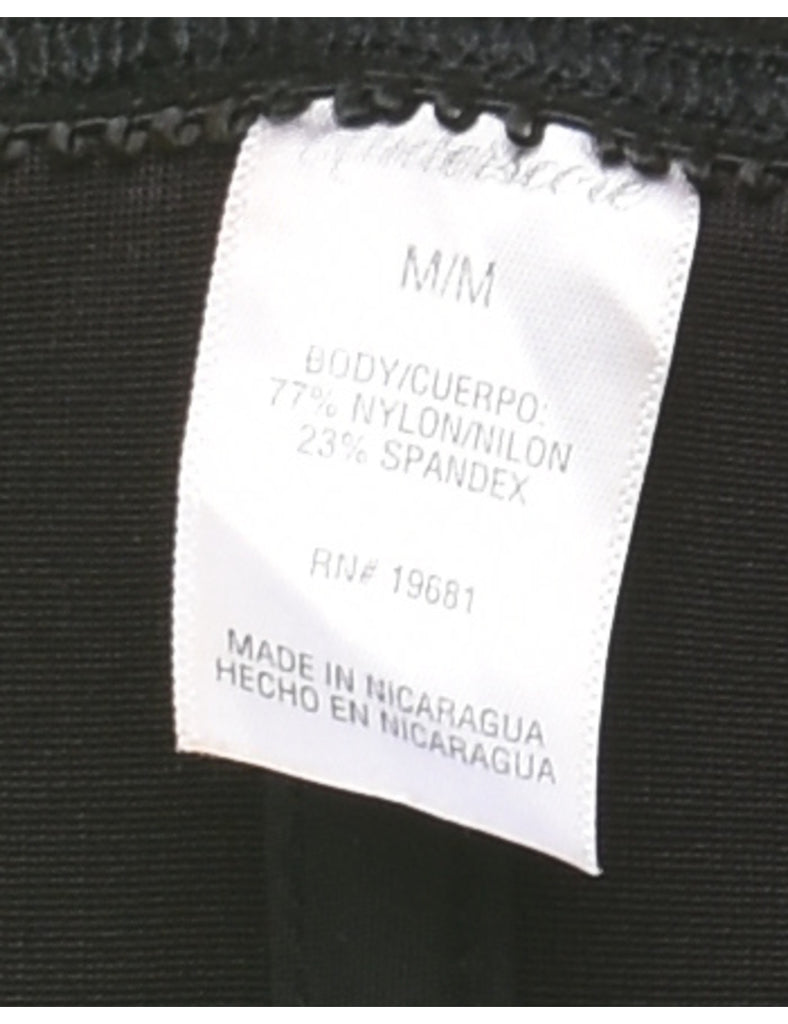 M/M
BODY/CUERPO:
77% NYLON/NILON
23% SPANDEX
RN# 19681
MADE IN NICARAGUA
HECHO EN NICARAGUA